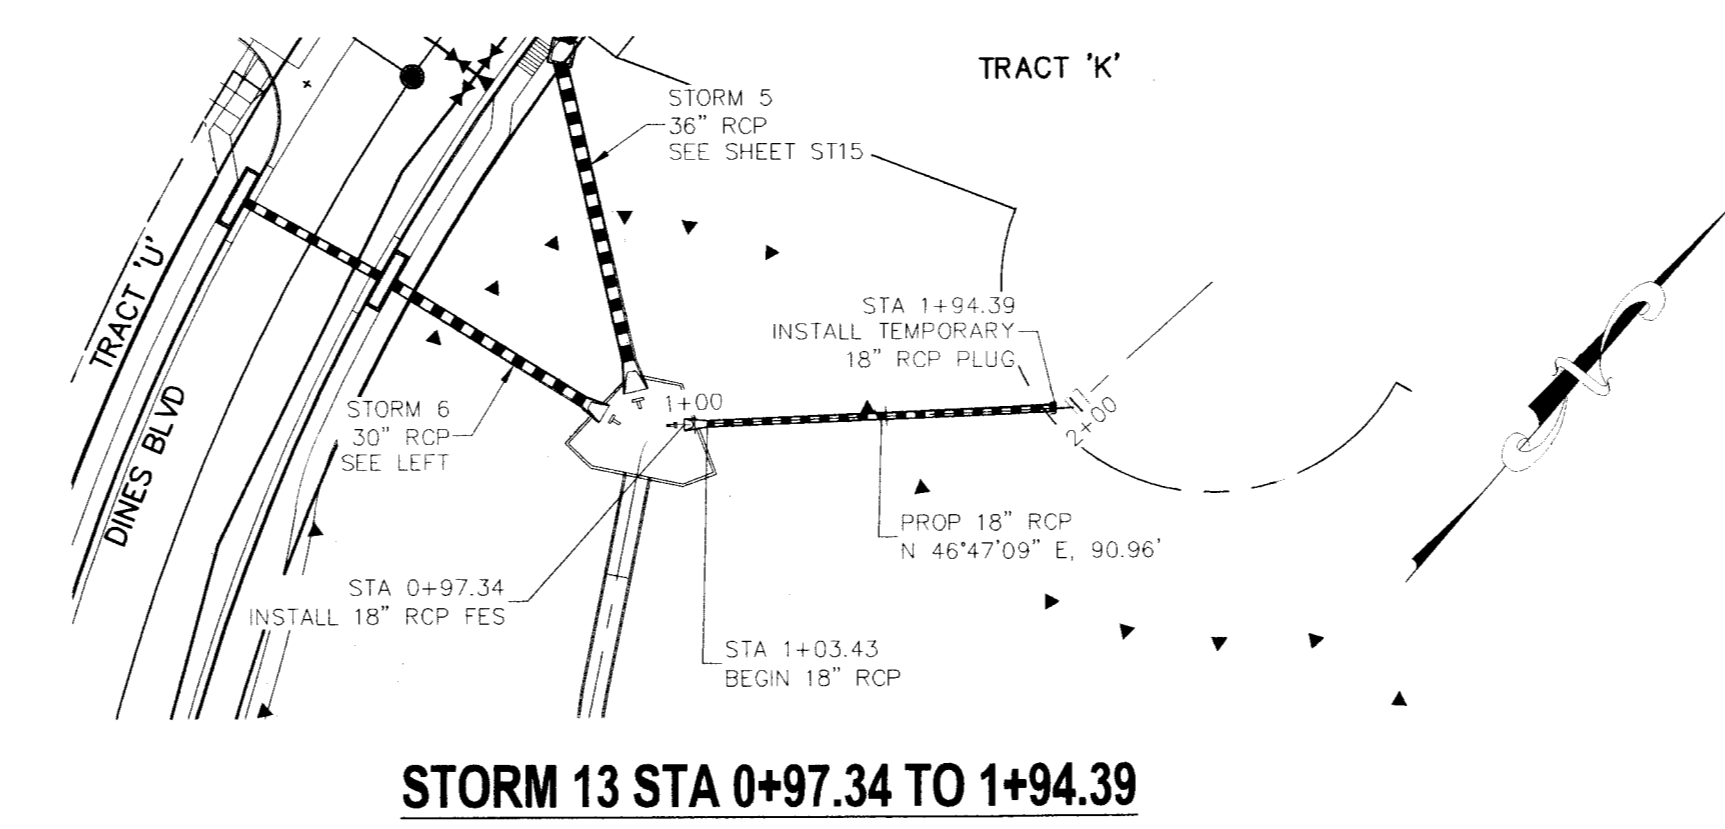 TRACT 'K'
STORM 5
36" RCP
SEE SHEET ST15
STA 1+94.39
INSTALL TEMPORARY
18" RCP PLUG
TRACT 'U'
DINES BLVD
STORM 6
30" RCP
SEE LEFT
1+00
2+00
PROP 18" RCP
N 46°47'09" E, 90.96'
STA 0+97.34
INSTALL 18" RCP FES
STA 1+03.43
BEGIN 18" RCP
STORM 13 STA 0+97.34 TO 1+94.39